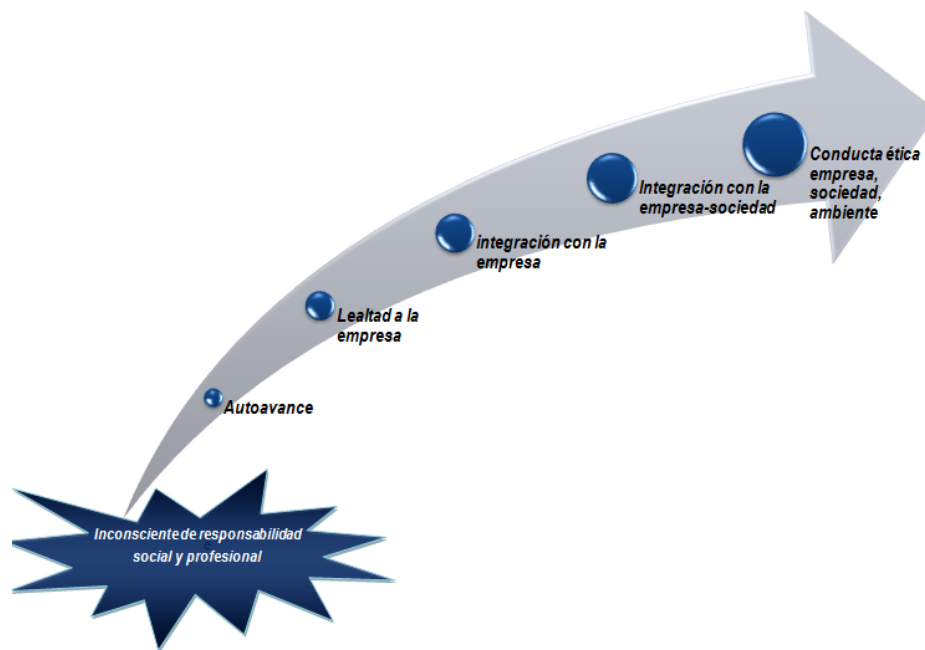 Conducta ética
empresa,
sociedad,
ambiente
Integración con la
empresa-sociedad
integración con la
empresa
Lealtad a la
empresa
Autoavance
Inconsciente de responsabilidad
social y profesional